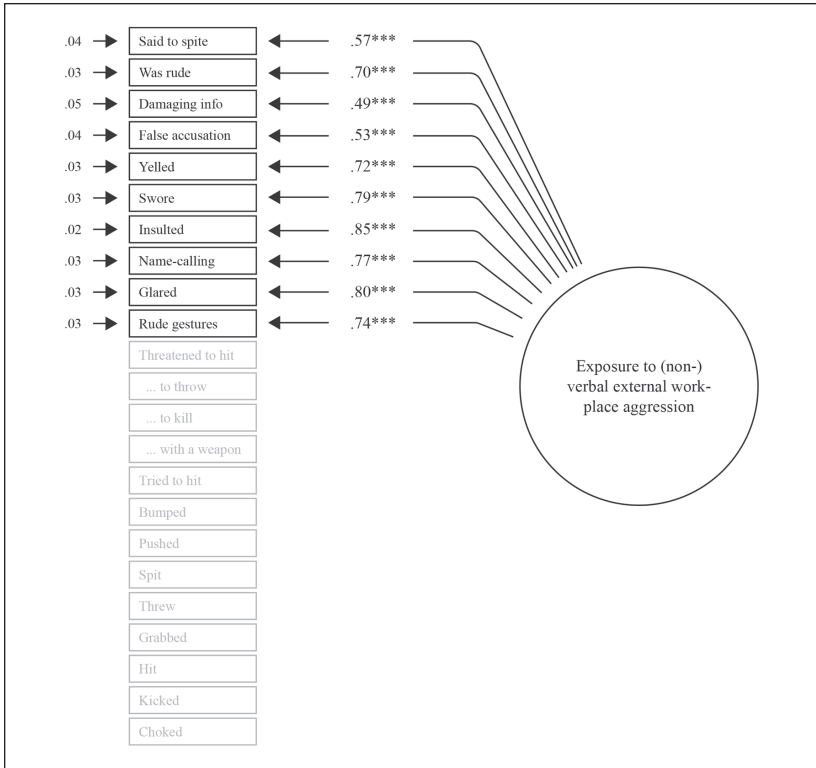 .04 Said to spite .57***
.03 Was rude .70***
.05 Damaging info .49***
.04 False accusation .53***
.03 Yelled .72***
.03 Swore .79***
.02 Insulted .85***
.03 Name-calling .77***
.03 Glared .80***
.03 Rude gestures .74***
Threatened to hit
... to throw
... to kill
... with a weapon
Tried to hit
Bumped
Pushed
Spit
Threw
Grabbed
Hit
Kicked
Choked
Exposure to (non-)
verbal external work-
place aggression